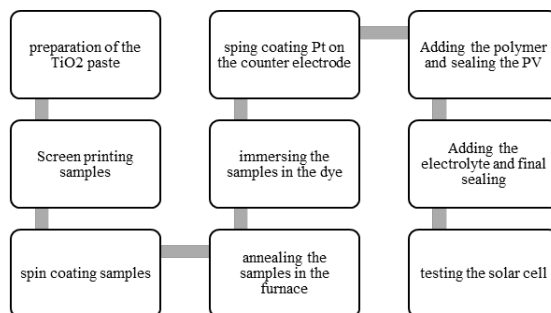 preparation of the
TiO2 paste
Screen printing
samples
spin coating samples
annealing the
samples in the
furnace
immersing the
samples in the dye
sping coating Pt on
the counter electrode
Adding the polymer
and sealing the PV
Adding the
electrolyte and final
sealing
testing the solar cell